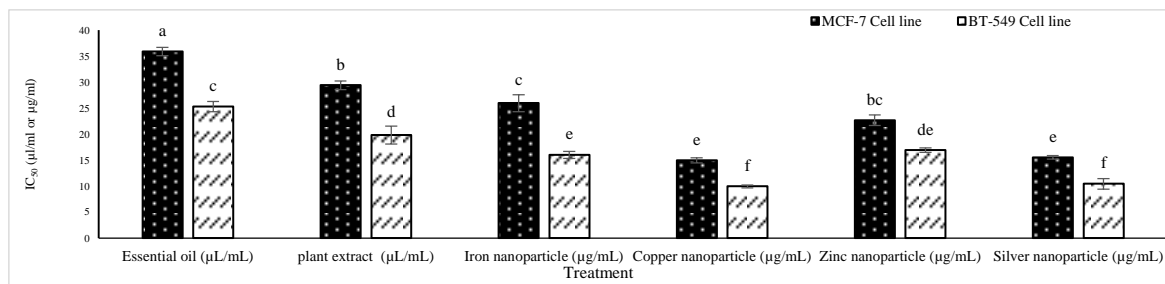 MCF-7 Cell line BT-549 Cell line
IC50 (µl/ml or µg/ml)
40
35
30
25
20
15
10
5
0
a
c
b
d
c
e
e
f
bc
de
e
f
Essential oil (µL/mL) plant extract (µL/mL) Iron nanoparticle (µg/mL) Copper nanoparticle (µg/mL) Zinc nanoparticle (µg/mL) Silver nanoparticle (µg/mL)
Treatment